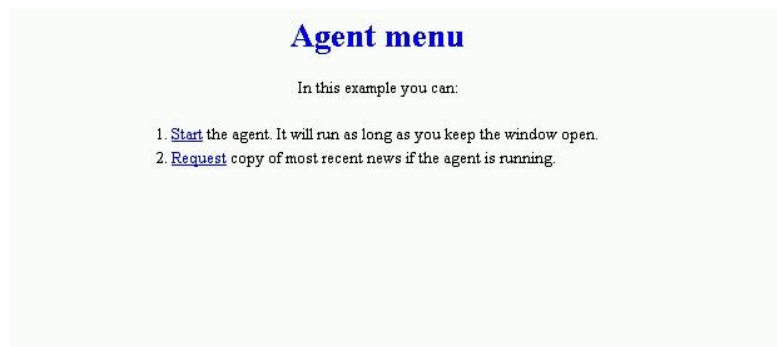 Agent menu
In this example you can:
1. Start the agent. It will run as long as you keep the window open.
2. Request copy of most recent news if the agent is running.